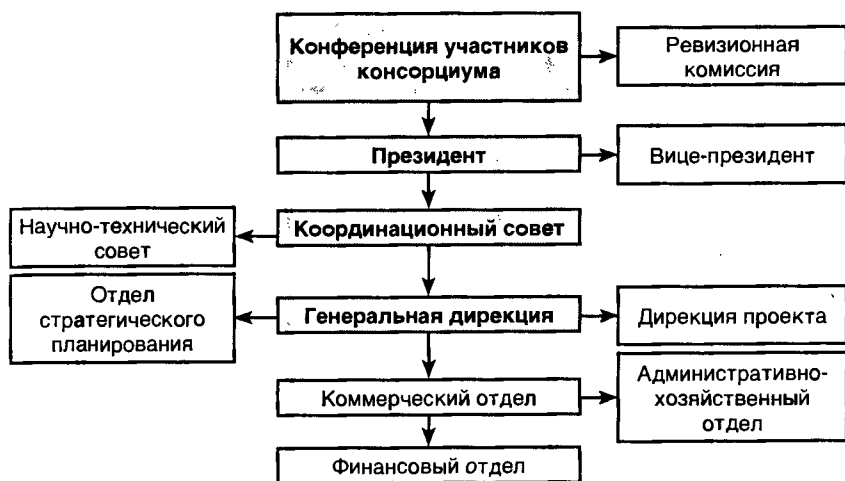 Конференция участников
консорциума
Ревизионная
комиссия
Президент
Вице-президент
Научно-технический
совет
Координационный совет
Отдел
стратегического
планирования
Генеральная дирекция
Дирекция проекта
Коммерческий отдел
Административно-
хозяйственный
отдел
Финансовый отдел